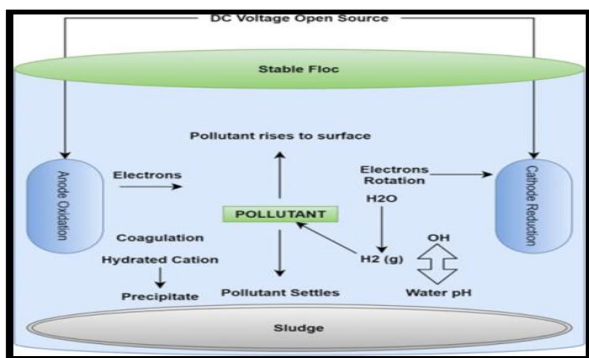 DC Voltage Open Source
Stable Floc
Pollutant rises to surface
Anode Oxidation
Electrons
Electrons
Rotation
Cathode Reduction
H2O
POLLUTANT
Coagulation
OH
Hydrated Cation
H2 (g)
Precipitate
Pollutant Settles
Water pH
Sludge